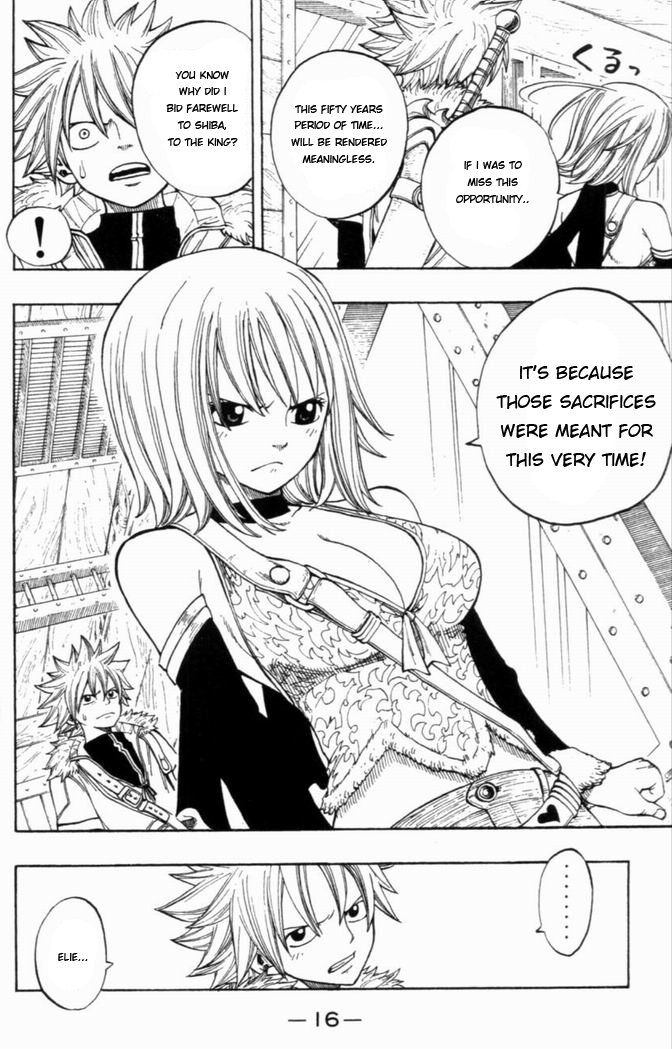 くるっ
IF I WAS TO
MISS THIS
OPPORTUNITY..
THIS FIFTY YEARS
PERIOD OF TIME...
WILL BE RENDERED
MEANINGLESS.
YOU KNOW
WHY DID I
BID FAREWELL
TO SHIBA,
TO THE KING?
!
IT'S BECAUSE
THOSE SACRIFICES
WERE MEANT FOR
THIS VERY TIME!
......
ELIE...
—16—